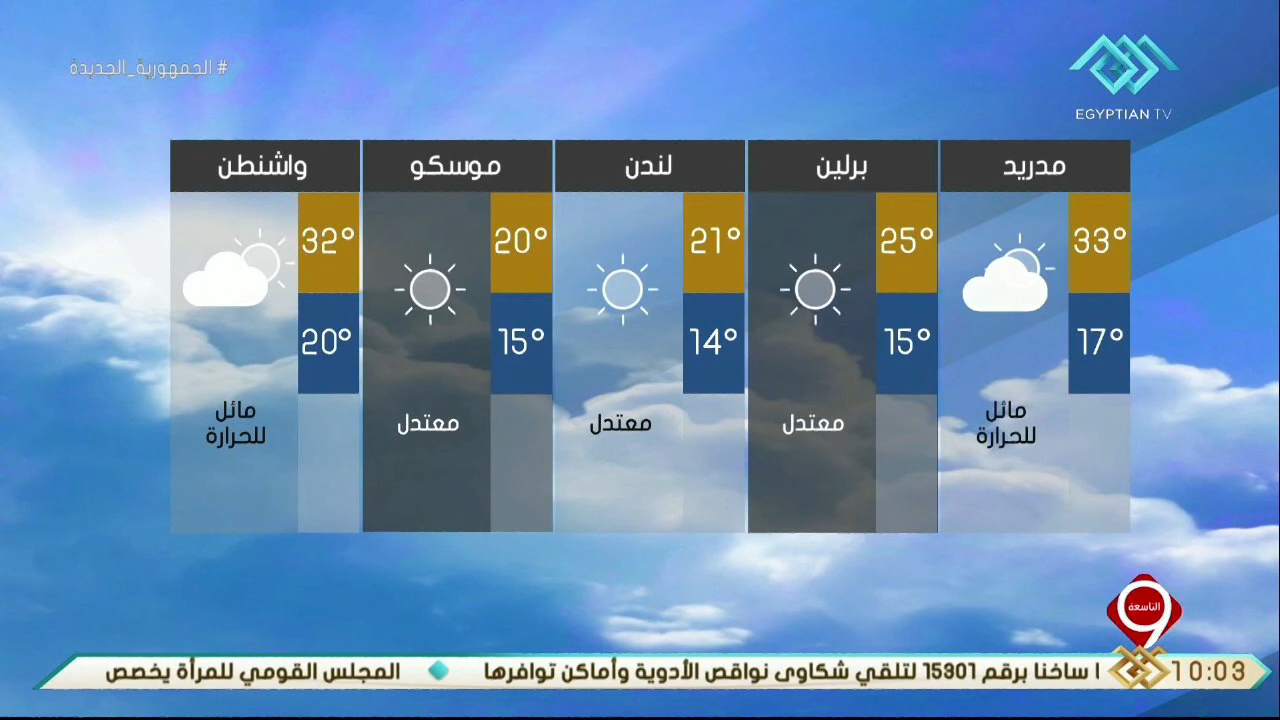 # الجمهورية_الجديدة
EGYPTIAN TV
مدريد
33°
17°
مائل
للحرارة
برلين
25°
15°
معتدل
لندن
21°
14°
معتدل
موسكو
20°
15°
معتدل
واشنطن
32°
20°
مائل
للحرارة
9
التاسعة
10:03
ا ساخنا برقم 15301 لتلقي شكاوى نواقص الأدوية وأماكن توافرها
المجلس القومي للمرأة يخصص